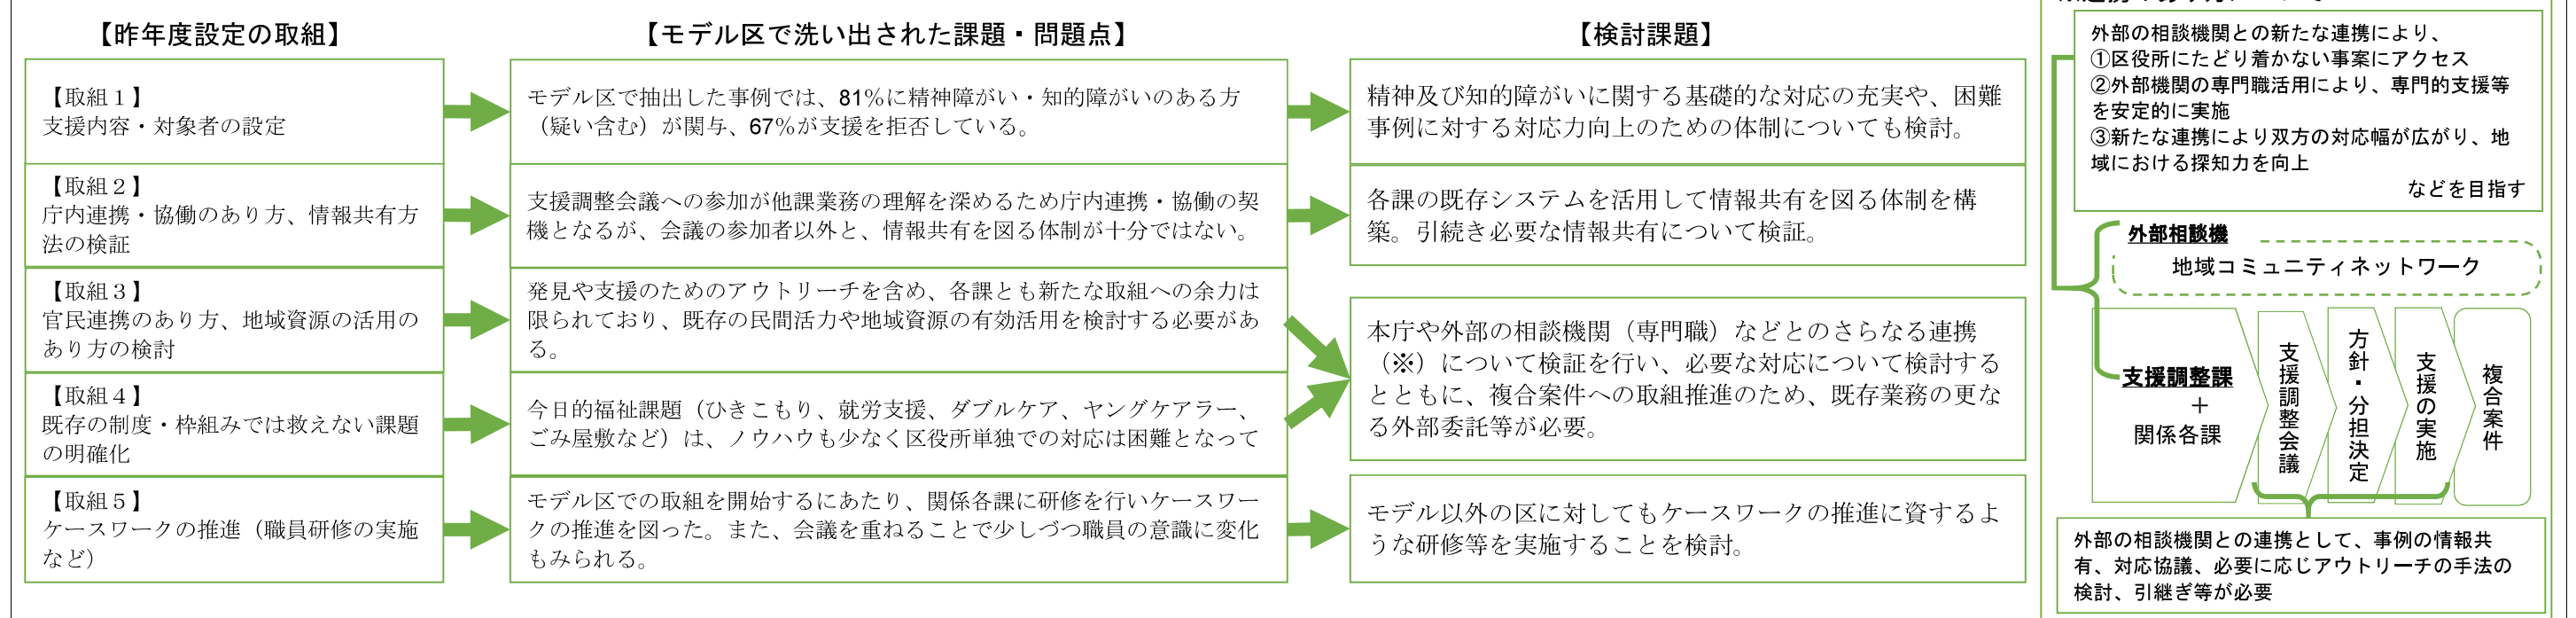 【昨年度設定の取組】
【取組１】
支援内容・対象者の設定
【取組２】
庁内連携・協働のあり方、情報共有方
法の検証
【取組３】
官民連携のあり方、地域資源の活用の
あり方の検討
【取組４】
既存の制度・枠組みでは救えない課題
の明確化
【取組５】
ケースワークの推進（職員研修の実施
など）
【モデル区で洗い出された課題・問題点】
モデル区で抽出した事例では、81％に精神障がい・知的障がいのある方
（疑い含む）が関与、67％が支援を拒否している。
支援調整会議への参加が他課業務の理解を深めるため庁内連携・協働の契
機となるが、会議の参加者以外と、情報共有を図る体制が十分ではない。
発見や支援のためのアウトリーチを含め、各課とも新たな取組への余力は
限られており、既存の民間活力や地域資源の有効活用を検討する必要があ
る。
今日的福祉課題（ひきこもり、就労支援、ダブルケア、ヤングケアラー、
ごみ屋敷など）は、ノウハウも少なく区役所単独での対応は困難となって
モデル区での取組を開始するにあたり、関係各課に研修を行いケースワー
クの推進を図った。また、会議を重ねることで少しづつ職員の意識に変化
もみられる。
【検討課題】
精神及び知的障がいに関する基礎的な対応の充実や、困難
事例に対する対応力向上のための体制についても検討。
各課の既存システムを活用して情報共有を図る体制を構
築。引続き必要な情報共有について検証。
本庁や外部の相談機関（専門職）などとのさらなる連携
（※）について検証を行い、必要な対応について検討する
とともに、複合案件への取組推進のため、既存業務の更な
る外部委託等が必要。
モデル以外の区に対してもケースワークの推進に資するよ
うな研修等を実施することを検討。
外部の相談機関との新たな連携により、
①区役所にたどり着かない事案にアクセス
②外部機関の専門職活用により、専門的支援等
を安定的に実施
③新たな連携により双方の対応幅が広がり、地
域における探知力を向上
などを目指す
外部相談機
地域コミュニティネットワーク
支援調整課
＋
関係各課
支援調整会議
方針・分担決定
支援の実施
複合案件
外部の相談機関との連携として、事例の情報共
有、対応協議、必要に応じアウトリーチの手法の
検討、引継ぎ等が必要